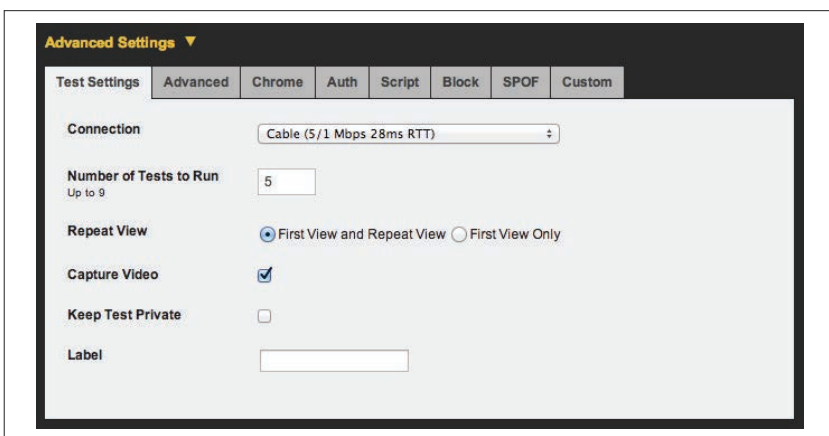 Advanced Settings ▼
Test Settings Advanced Chrome Auth Script Block SPOF Custom
Connection Cable (5/1 Mbps 28ms RTT)
Number of Tests to Run 5
Up to 9
Repeat View First View and Repeat View First View Only
Capture Video
Keep Test Private
Label